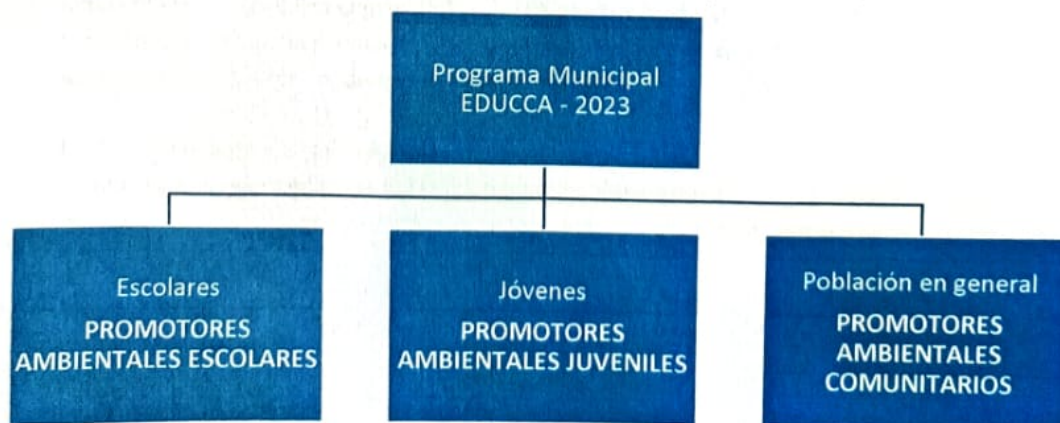 Programa Municipal
EDUCCA - 2023
Escolares
PROMOTORES
AMBIENTALES ESCOLARES
Jóvenes
PROMOTORES
AMBIENTALES JUVENILES
Población en general
PROMOTORES
AMBIENTALES
COMUNITARIOS